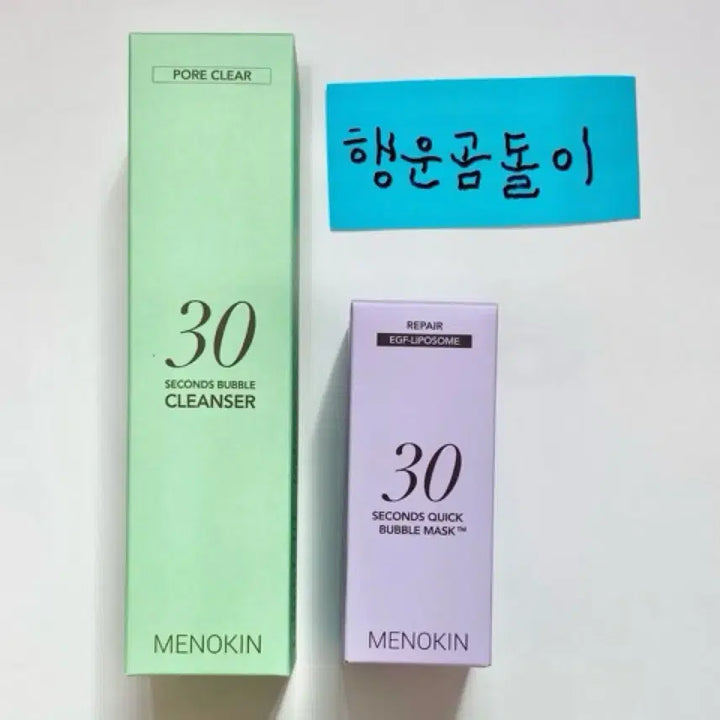 PORE CLEAR
30
SECONDS BUBBLE
CLEANSER
MENOKIN
행운곰돌이
REPAIR
EGF-LIPOSOME
30
SECONDS QUICK
BUBBLE MASK™
MENOKIN